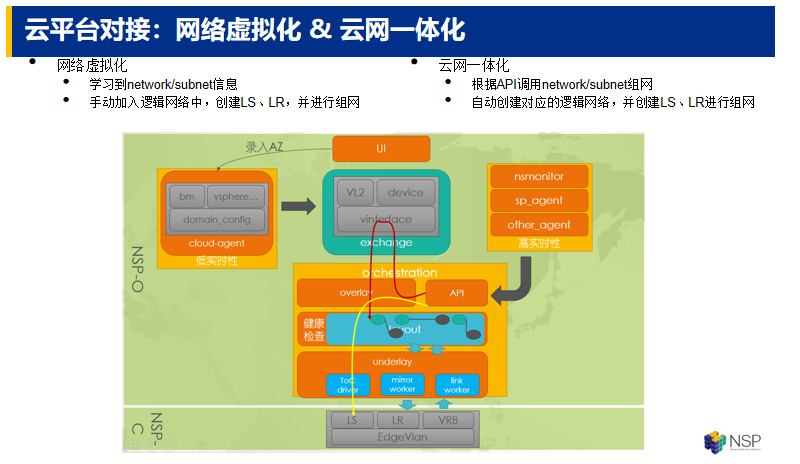 云平台对接：网络虚拟化 & 云网一体化
网络虚拟化
学习到network/subnet信息
手动加入逻辑网络中，创建LS、LR，并进行组网
云网一体化
根据API调用network/subnet组网
自动创建对应的逻辑网络，并创建LS、LR进行组网
录入AZ
UI
bm
vsphere...
domain_config
cloud-agent
低实时性
VL2
device
vinterface
exchange
nsmonitor
sp_agent
other_agent
高实时性
NSP-O
orchestration
overlay
API
健康
检查
underlay
ToC
driver
mirror
worker
link
worker
NSP-
C
LS
LR
VRB
EdgeVlan
NSP